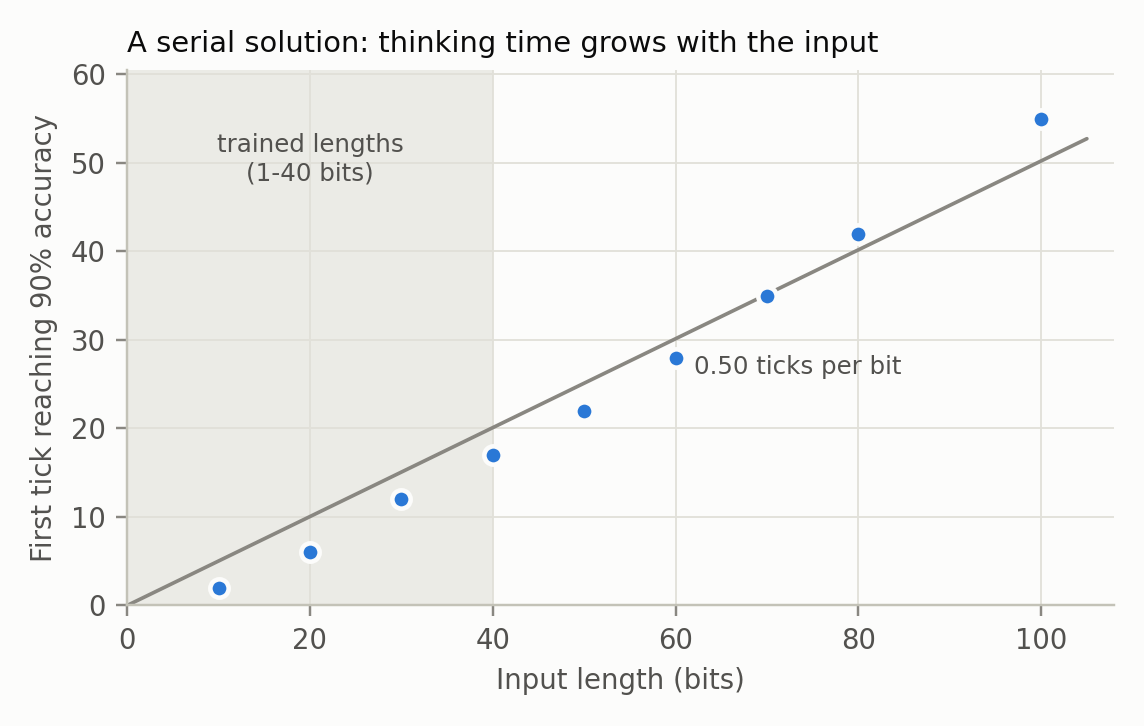 A serial solution: thinking time grows with the input
60
50
40
30
20
10
0
First tick reaching 90% accuracy
trained lengths
(1-40 bits)
0.50 ticks per bit
0
20
40
60
80
100
Input length (bits)